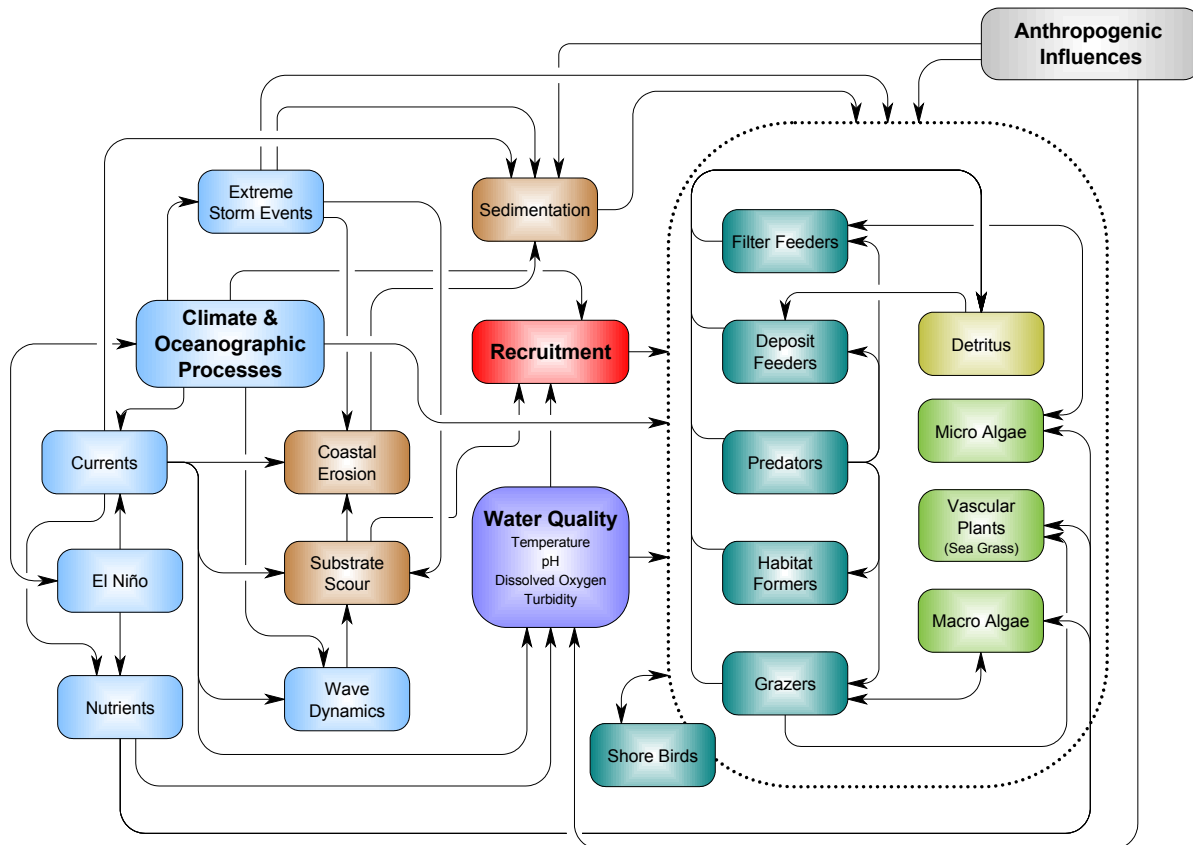 Anthropogenic
Influences
Extreme
Storm Events
Sedimentation
Filter Feeders
Climate &
Oceanographic
Processes
Recruitment
Deposit
Feeders
Detritus
Currents
Coastal
Erosion
Predators
Micro Algae
Water Quality
Temperature
pH
Dissolved Oxygen
Turbidity
Vascular
Plants
(Sea Grass)
El Niño
Substrate
Scour
Habitat
Formers
Macro Algae
Nutrients
Wave
Dynamics
Grazers
Shore Birds